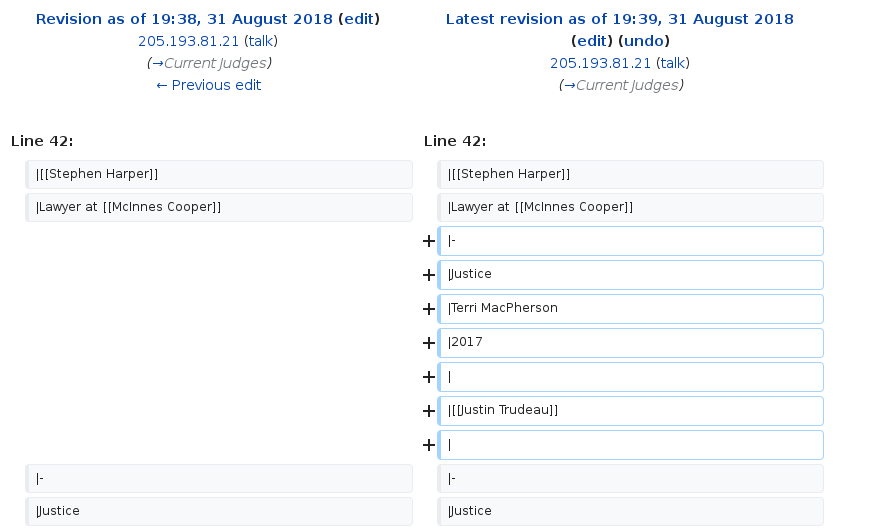 Revision as of 19:38, 31 August 2018 (edit)
205.193.81.21 (talk)
(→Current Judges)
← Previous edit
Latest revision as of 19:39, 31 August 2018
(edit) (undo)
205.193.81.21 (talk)
(→Current Judges)
Line 42:
Line 42:
|[[Stephen Harper]]
|[[Stephen Harper]]
|Lawyer at [[McInnes Cooper]]
|Lawyer at [[McInnes Cooper]]
+ |-
+ |Justice
+ |Terri MacPherson
+ |2017
+ |
+ |[[Justin Trudeau]]
+ |
|-
|-
|Justice
|Justice